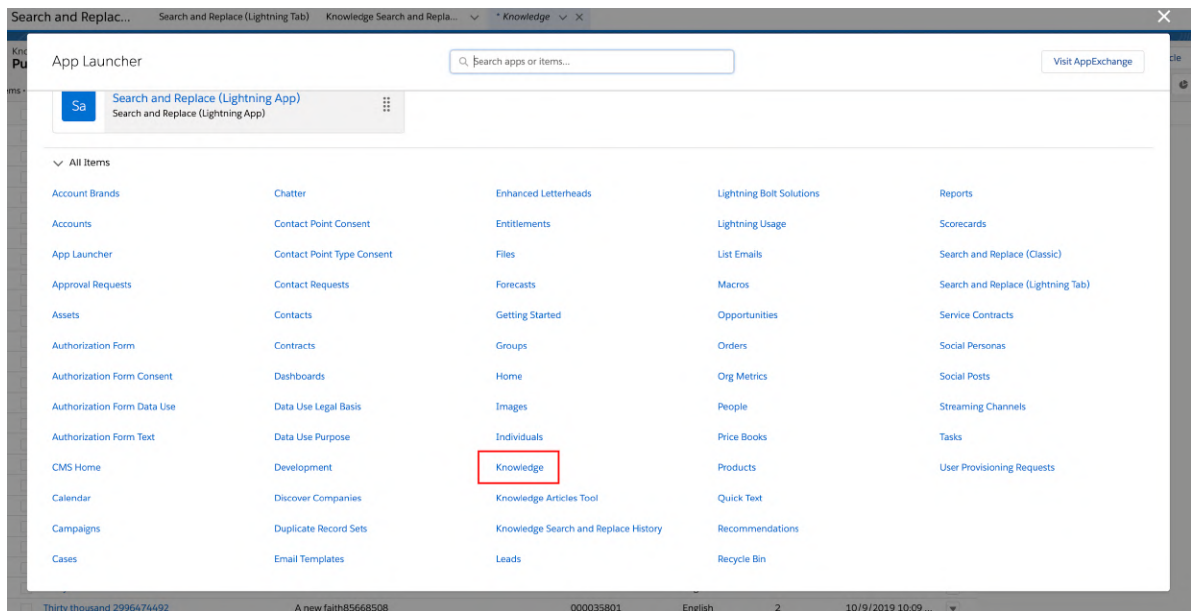 Search and Replac... Search and Replace (Lightning Tab) Knowledge Search and Repla... * Knowledge
App Launcher Search apps or items... Visit AppExchange
Sa Search and Replace (Lightning App)
Search and Replace (Lightning App)
All Items
Account Brands Chatter Enhanced Letterheads Lightning Bolt Solutions Reports
Accounts Contact Point Consent Entitlements Lightning Usage Scorecards
App Launcher Contact Point Type Consent Files List Emails Search and Replace (Classic)
Approval Requests Contact Requests Forecasts Macros Search and Replace (Lightning Tab)
Assets Contacts Getting Started Opportunities Service Contracts
Authorization Form Contracts Groups Orders Social Personas
Authorization Form Consent Dashboards Home Org Metrics Social Posts
Authorization Form Data Use Data Use Legal Basis Images People Streaming Channels
Authorization Form Text Data Use Purpose Individuals Price Books Tasks
CMS Home Development Knowledge Products User Provisioning Requests
Calendar Discover Companies Knowledge Articles Tool Quick Text
Campaigns Duplicate Record Sets Knowledge Search and Replace History Recommendations
Cases Email Templates Leads Recycle Bin
Thirty thousand 2996474492 A new faith85668508 000035801 English 2 10/9/2019 10:09 ...